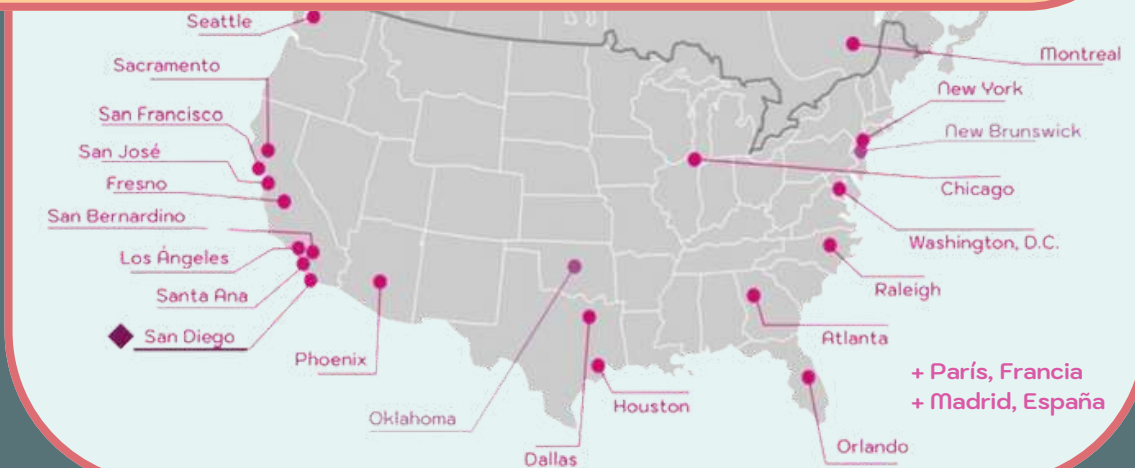 Seattle
Sacramento
San Francisco
San José
Fresno
San Bernardino
Los Ángeles
Santa Ana
San Diego
Phoenix
Oklahoma
Dallas
Houston
Montreal
New York
New Brunswick
Chicago
Washington, D.C.
Raleigh
Atlanta
Orlando
+ París, Francia
+ Madrid, España